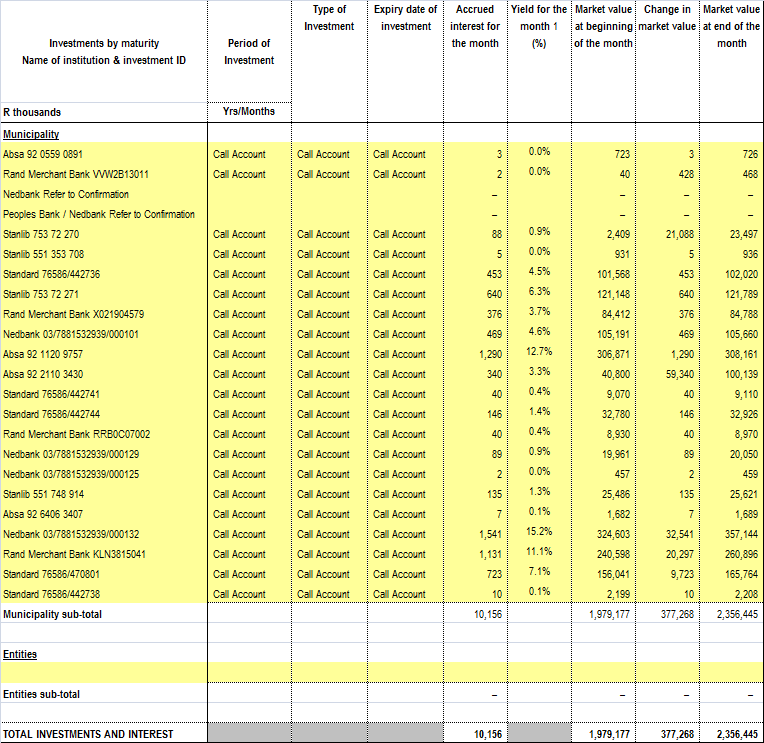 Investments by maturity
Name of institution & investment ID
Period of
Investment
Type of
Investment
Expiry date of
investment
Accrued
interest for
the month
Yield for the
month 1
(%)
Market value
at beginning
of the month
Change in
market value
Market value
at end of the
month
R thousands Yrs/Months
Municipality
Absa 92 0559 0891 Call Account Call Account Call Account 3 0.0% 723 3 726
Rand Merchant Bank VVW2B13011 Call Account Call Account Call Account 2 0.0% 40 428 468
Nedbank Refer to Confirmation – – – –
Peoples Bank / Nedbank Refer to Confirmation – – – –
Stanlib 753 72 270 Call Account Call Account Call Account 88 0.9% 2,409 21,088 23,497
Stanlib 551 353 708 Call Account Call Account Call Account 5 0.0% 931 5 936
Standard 76586/442736 Call Account Call Account Call Account 453 4.5% 101,568 453 102,020
Stanlib 753 72 271 Call Account Call Account Call Account 640 6.3% 121,148 640 121,789
Rand Merchant Bank X021904579 Call Account Call Account Call Account 376 3.7% 84,412 376 84,788
Nedbank 03/7881532939/000101 Call Account Call Account Call Account 469 4.6% 105,191 469 105,660
Absa 92 1120 9757 Call Account Call Account Call Account 1,290 12.7% 306,871 1,290 308,161
Absa 92 2110 3430 Call Account Call Account Call Account 340 3.3% 40,800 59,340 100,139
Standard 76586/442741 Call Account Call Account Call Account 40 0.4% 9,070 40 9,110
Standard 76586/442744 Call Account Call Account Call Account 146 1.4% 32,780 146 32,926
Rand Merchant Bank RRB0C07002 Call Account Call Account Call Account 40 0.4% 8,930 40 8,970
Nedbank 03/7881532939/000129 Call Account Call Account Call Account 89 0.9% 19,961 89 20,050
Nedbank 03/7881532939/000125 Call Account Call Account Call Account 2 0.0% 457 2 459
Stanlib 551 748 914 Call Account Call Account Call Account 135 1.3% 25,486 135 25,621
Absa 92 6406 3407 Call Account Call Account Call Account 7 0.1% 1,682 7 1,689
Nedbank 03/7881532939/000132 Call Account Call Account Call Account 1,541 15.2% 324,603 32,541 357,144
Rand Merchant Bank KLN3815041 Call Account Call Account Call Account 1,131 11.1% 240,598 20,297 260,896
Standard 76586/470801 Call Account Call Account Call Account 723 7.1% 156,041 9,723 165,764
Standard 76586/442738 Call Account Call Account Call Account 10 0.1% 2,199 10 2,208
Municipality sub-total 10,156 1,979,177 377,268 2,356,445
Entities
Entities sub-total – – – –
TOTAL INVESTMENTS AND INTEREST 10,156 1,979,177 377,268 2,356,445